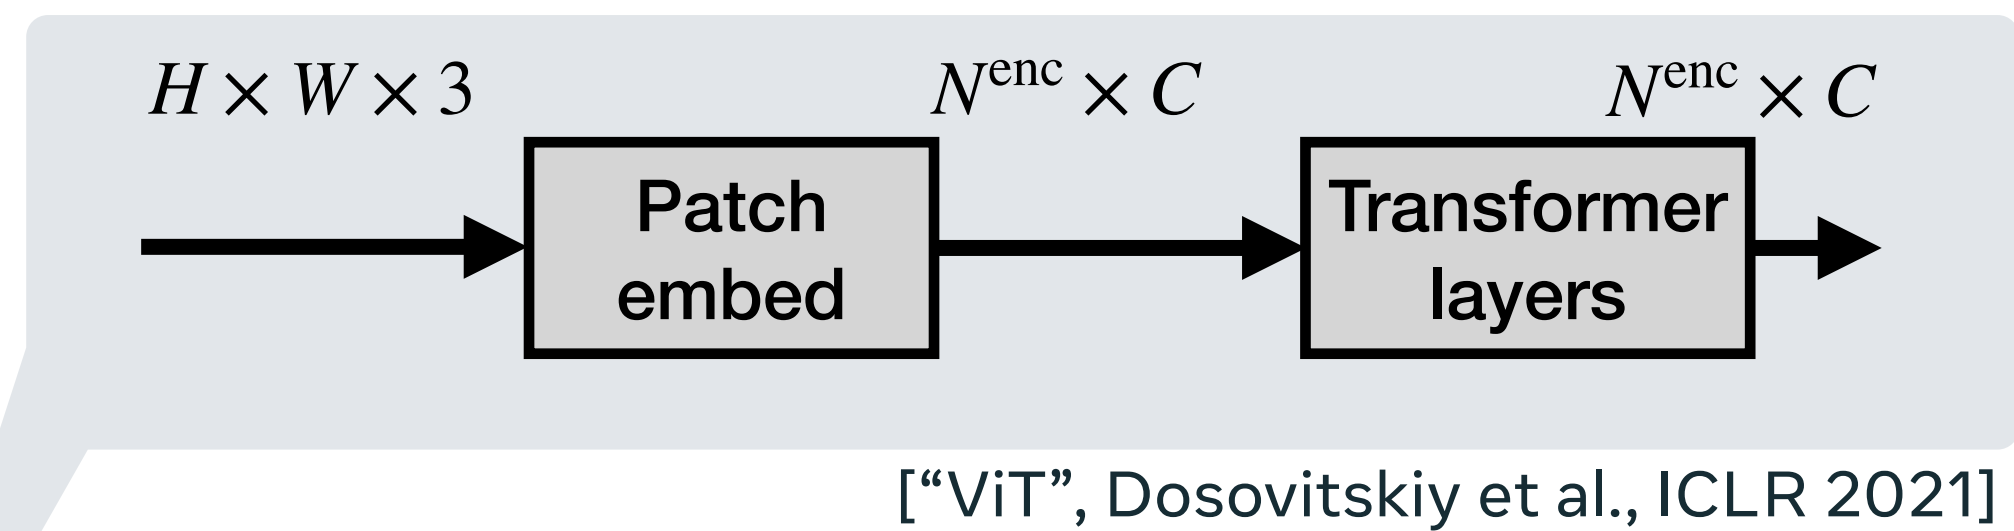 H × W × 3
N^enc × C
N^enc × C
Patch
embed
Transformer
layers
[“ViT”, Dosovitskiy et al., ICLR 2021]